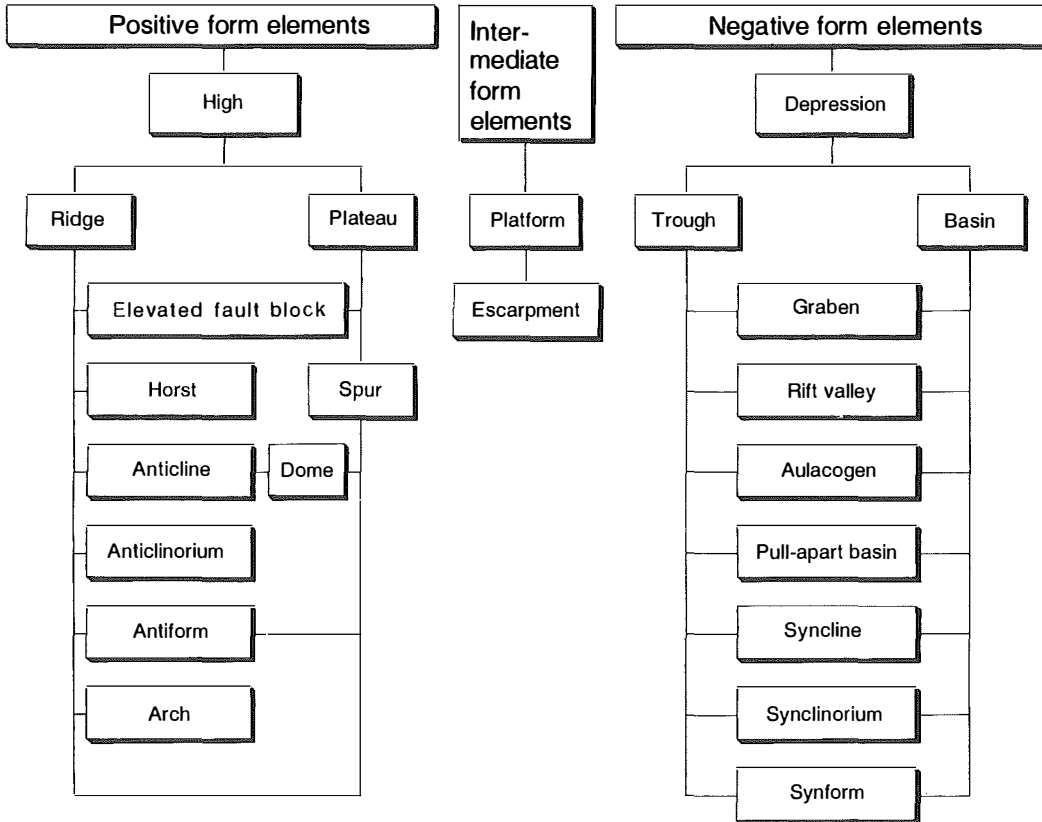 Positive form elements
High
Ridge
Plateau
Elevated fault block
Horst
Spur
Anticline
Dome
Anticlinorium
Antiform
Arch
Inter-
mediate
form
elements
Platform
Escarpment
Negative form elements
Depression
Trough
Basin
Graben
Rift valley
Aulacogen
Pull-apart basin
Syncline
Synclinorium
Synform